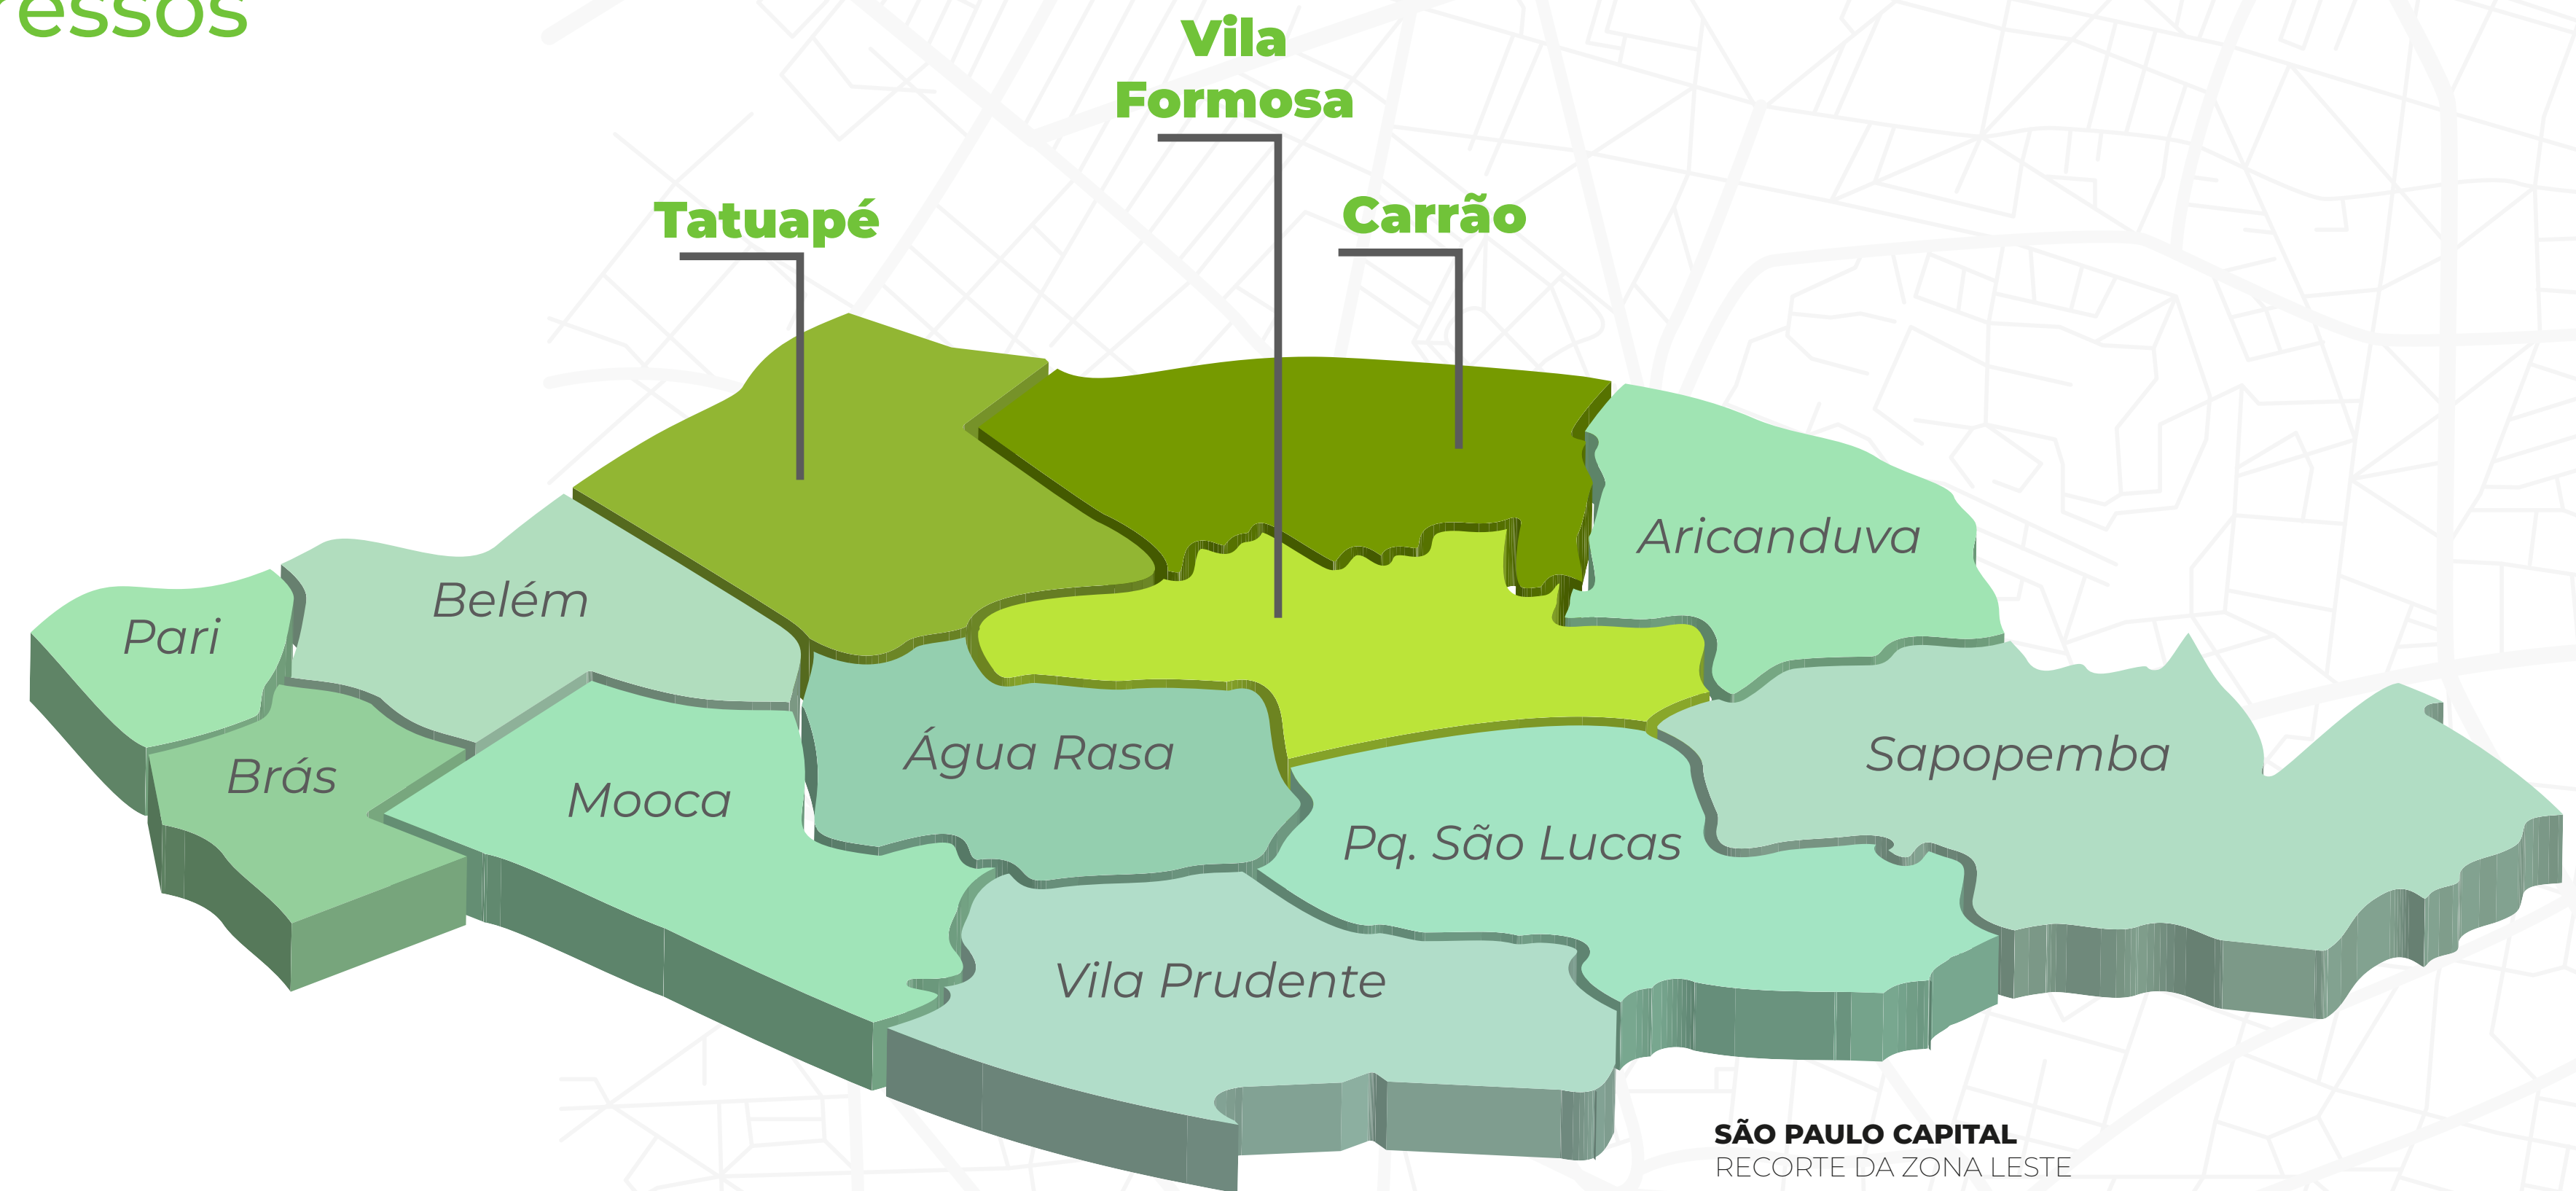 essos
Vila
Formosa
Tatuapé
Carrão
Aricanduva
Belém
Pari
Água Rasa
Sapopemba
Brás
Mooca
Pq. São Lucas
Vila Prudente
SÃO PAULO CAPITAL
RECORTE DA ZONA LESTE